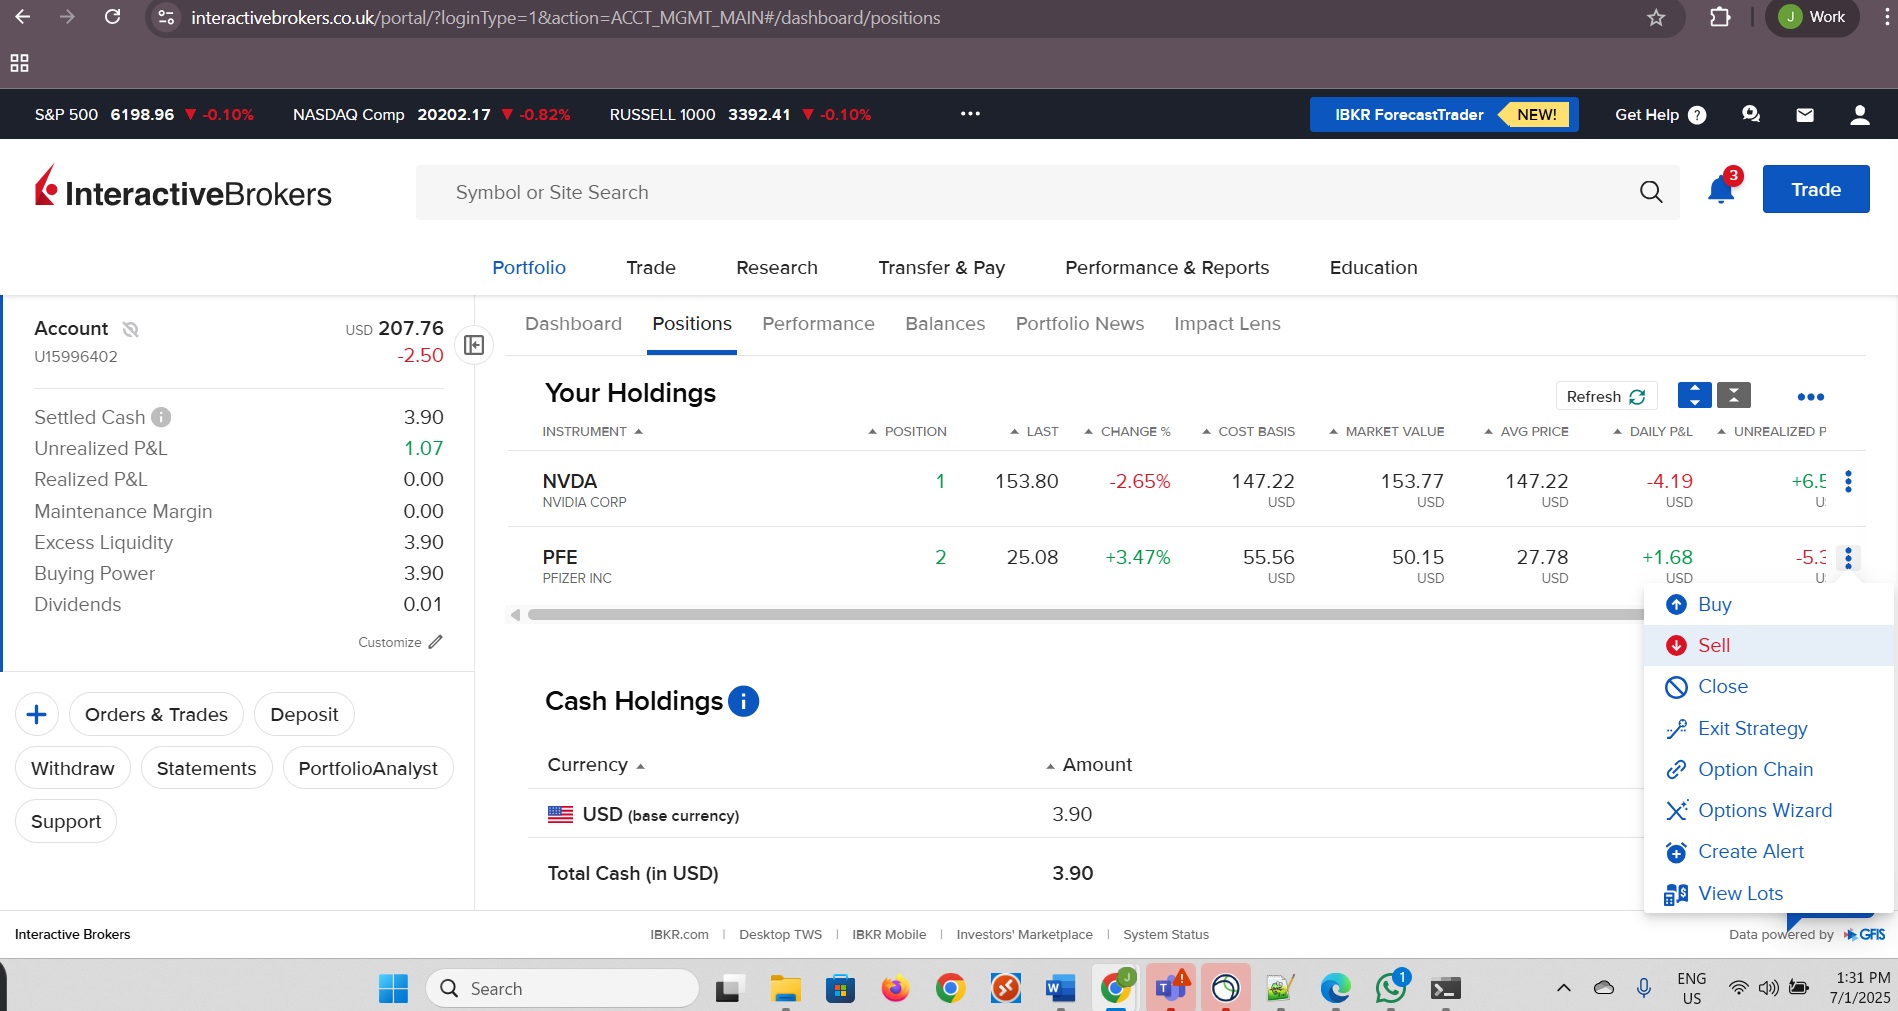 interactivebrokers.co.uk/portal/?loginType=1&action=ACCT_MGMT_MAIN#/dashboard/positions
J Work
S&P 500 6198.96 ▼ -0.10% NASDAQ Comp 20202.17 ▼ -0.82% RUSSELL 1000 3392.41 ▼ -0.10% ••• IBKR ForecastTrader NEW! Get Help ?
InteractiveBrokers Symbol or Site Search 3 Trade
Portfolio Trade Research Transfer & Pay Performance & Reports Education
Account USD 207.76
U15996402 -2.50
Settled Cash i 3.90
Unrealized P&L 1.07
Realized P&L 0.00
Maintenance Margin 0.00
Excess Liquidity 3.90
Buying Power 3.90
Dividends 0.01
Customize
Orders & Trades Deposit
Withdraw Statements PortfolioAnalyst
Support
Dashboard Positions Performance Balances Portfolio News Impact Lens
Your Holdings Refresh
INSTRUMENT POSITION LAST CHANGE % COST BASIS MARKET VALUE AVG PRICE DAILY P&L UNREALIZED P
NVDA 1 153.80 -2.65% 147.22 153.77 147.22 -4.19 +6.5
NVIDIA CORP USD USD USD USD U
PFE 2 25.08 +3.47% 55.56 50.15 27.78 +1.68 -5.3
PFIZER INC USD USD USD USD U
Buy
Sell
Close
Exit Strategy
Option Chain
Options Wizard
Create Alert
View Lots
Cash Holdings i
Currency Amount
USD (base currency) 3.90
Total Cash (in USD) 3.90
Interactive Brokers IBKR.com | Desktop TWS | IBKR Mobile | Investors' Marketplace | System Status Data powered by GFIS
Search J 1 ENG 1:31 PM
US 7/1/2025